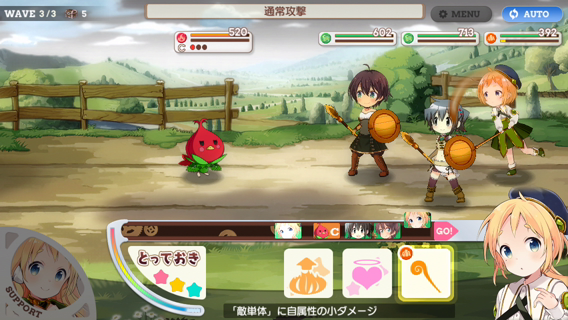 WAVE 3/3 5
通常攻撃
MENU
AUTO
520
C
602
713
392
C
GO!
とっておき
SUPPORT
「敵単体」に自属性の小ダメージ